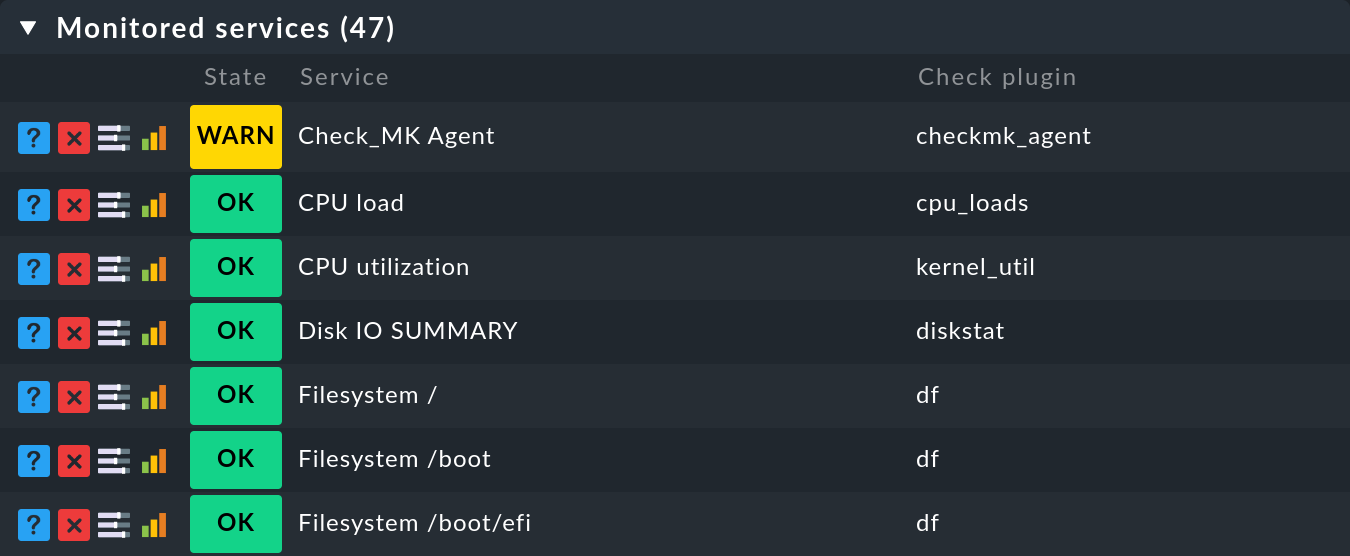 Monitored services (47)
State Service Check plugin
? WARN Check_MK Agent checkmk_agent
? OK CPU load cpu_loads
? OK CPU utilization kernel_util
? OK Disk IO SUMMARY diskstat
? OK Filesystem / df
? OK Filesystem /boot df
? OK Filesystem /boot/efi df